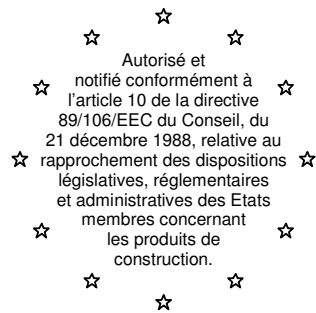 Autorisé et
notifié conformément à
l'article 10 de la directive
89/106/EEC du Conseil, du
21 décembre 1988, relative au
rapprochement des dispositions
législatives, réglementaires
et administratives des Etats
membres concernant
les produits de
construction.